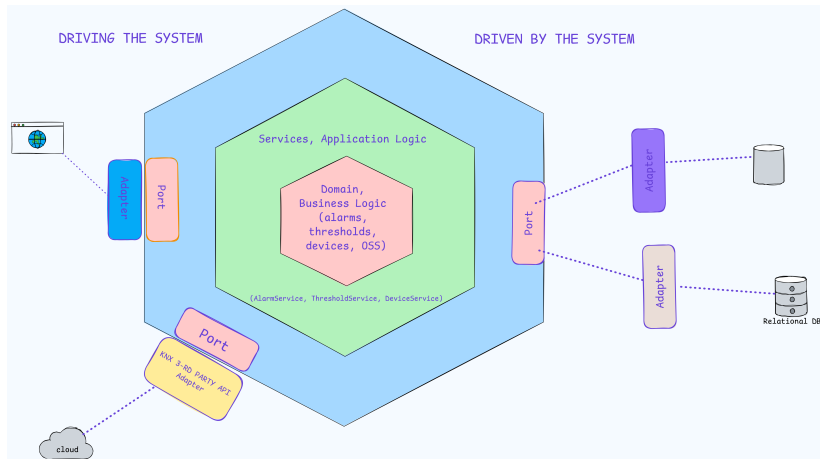 DRIVING THE SYSTEM
DRIVEN BY THE SYSTEM
Services, Application Logic
Domain,
Business Logic
(alarms,
thresholds,
devices, OSS)
(AlarmService, ThresholdService, DeviceService)
Adapter
Port
Port
KNX 3-RD PARTY API
Adapter
cloud
Port
Adapter
Adapter
Relational DB